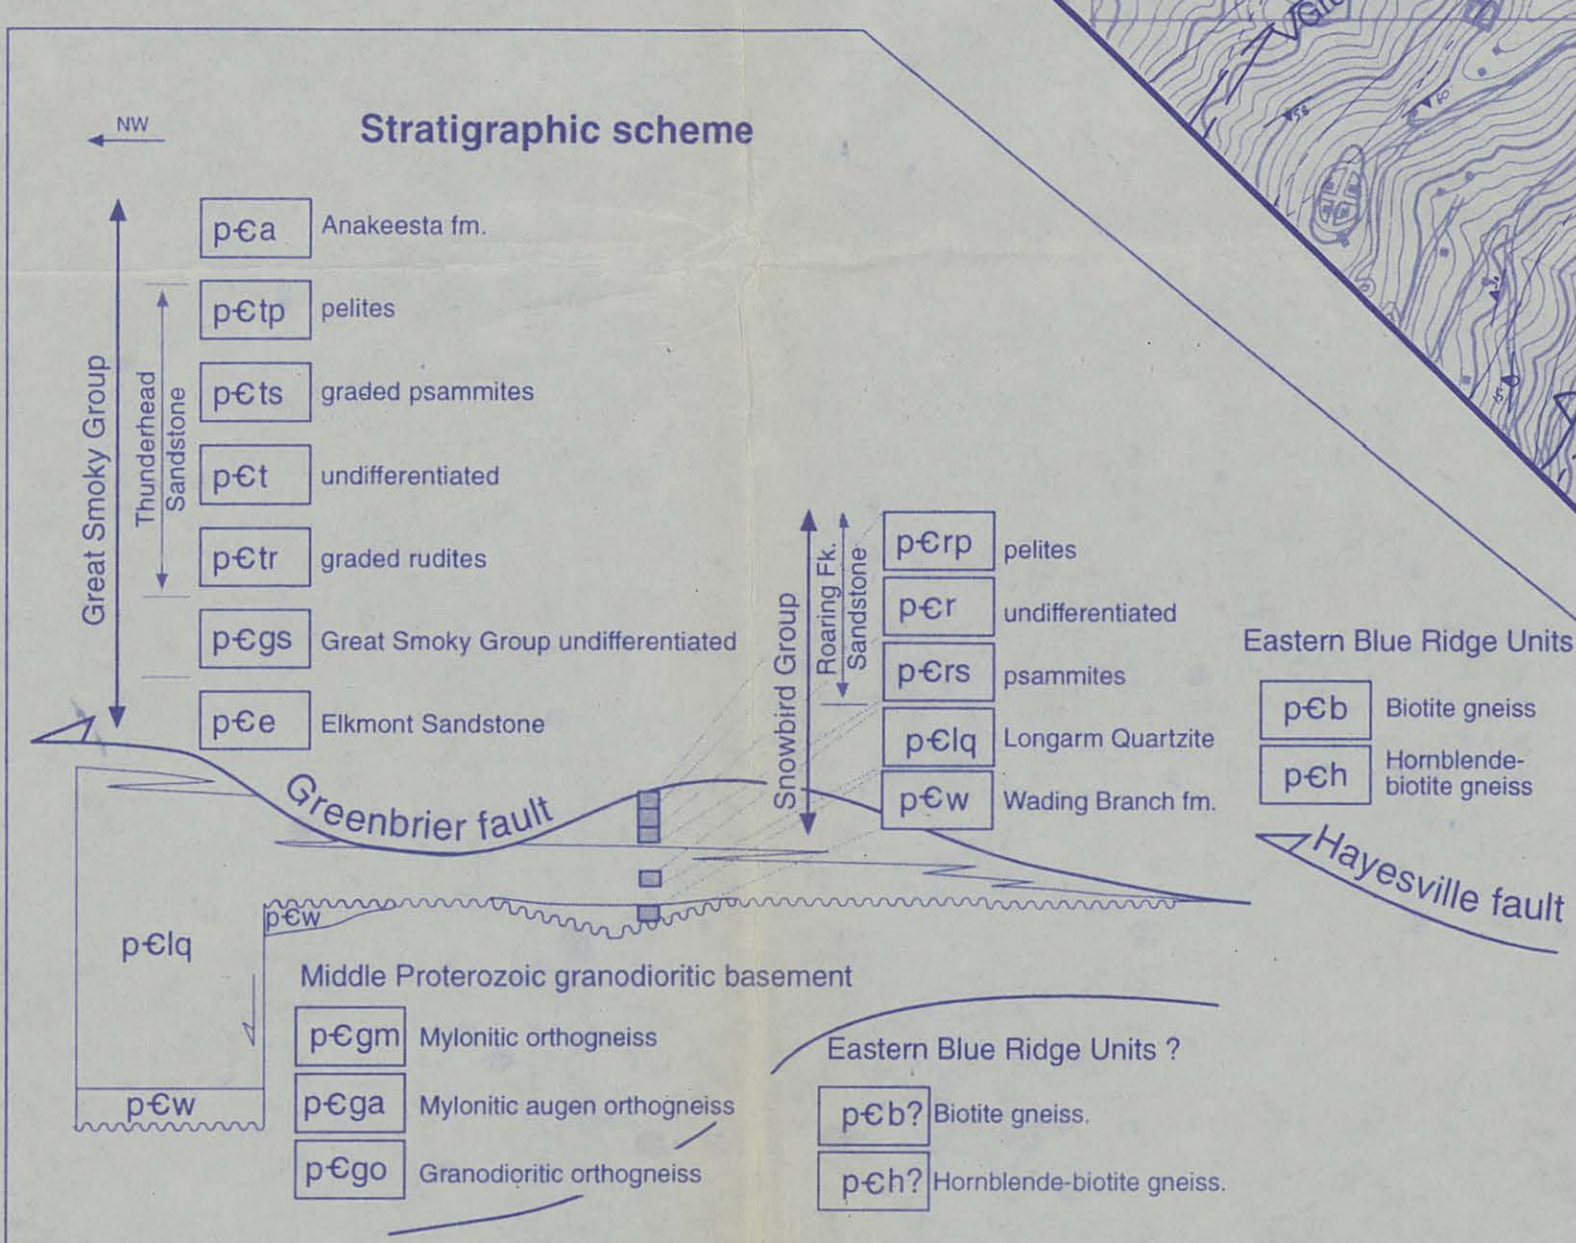 NW
Stratigraphic scheme
Great Smoky Group
p€a Anakeesta fm.
Thunderhead
Sandstone
p€tp pelites
p€ts graded psammites
p€t undifferentiated
p€tr graded rudites
p€gs Great Smoky Group undifferentiated
p€e Elkmont Sandstone
Greenbrier fault
Snowbird Group
Roaring Fk.
Sandstone
p€rp pelites
p€r undifferentiated
p€rs psammites
p€lq Longarm Quartzite
p€w Wading Branch fm.
Eastern Blue Ridge Units
p€b Biotite gneiss
p€h Hornblende-
biotite gneiss
Hayesville fault
p€w
p€lq
p€w
Middle Proterozoic granodioritic basement
p€gm Mylonitic orthogneiss
p€ga Mylonitic augen orthogneiss
p€go Granodioritic orthogneiss
Eastern Blue Ridge Units ?
p€b? Biotite gneiss.
p€h? Hornblende-biotite gneiss.
58